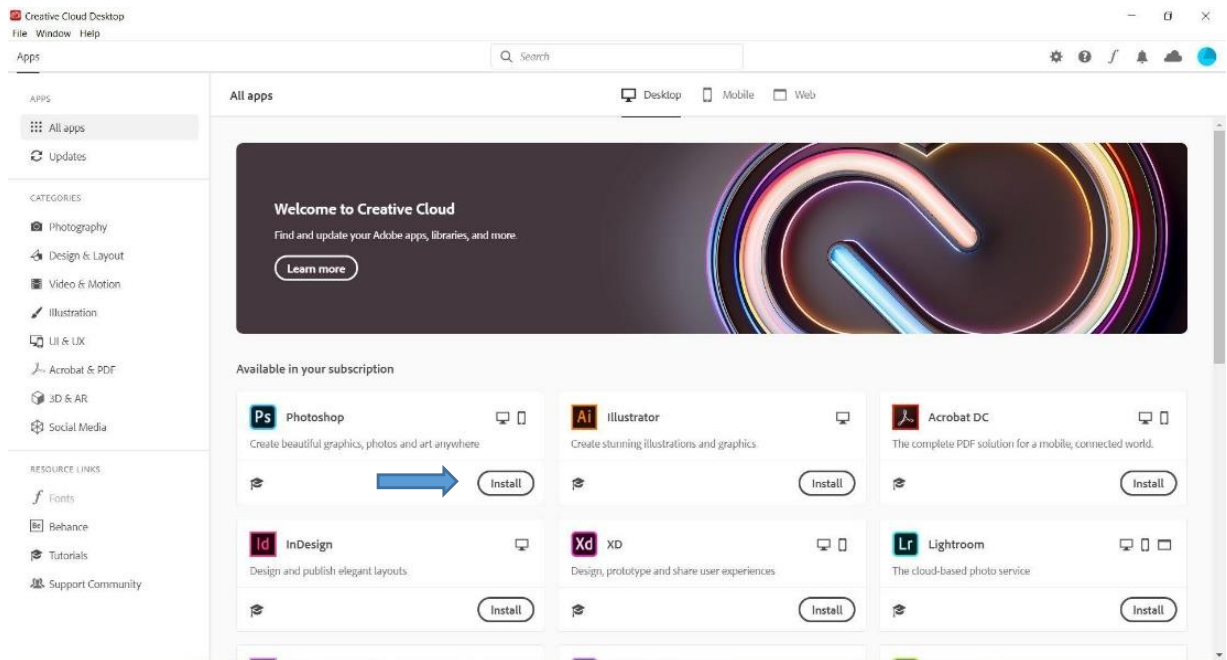 Creative Cloud Desktop
File Window Help
Apps
Search
APPS
All apps
Updates
CATEGORIES
Photography
Design & Layout
Video & Motion
Illustration
UI & UX
Acrobat & PDF
3D & AR
Social Media
RESOURCE LINKS
Fonts
Be Behance
Tutorials
Support Community
All apps
Desktop Mobile Web
Welcome to Creative Cloud
Find and update your Adobe apps, libraries, and more.
Learn more
Available in your subscription
Ps Photoshop
Create beautiful graphics, photos and art anywhere
Install
Ai Illustrator
Create stunning illustrations and graphics
Install
Acrobat DC
The complete PDF solution for a mobile, connected world.
Install
Id InDesign
Design and publish elegant layouts
Install
Xd XD
Design, prototype and share user experiences
Install
Lr Lightroom
The cloud-based photo service
Install